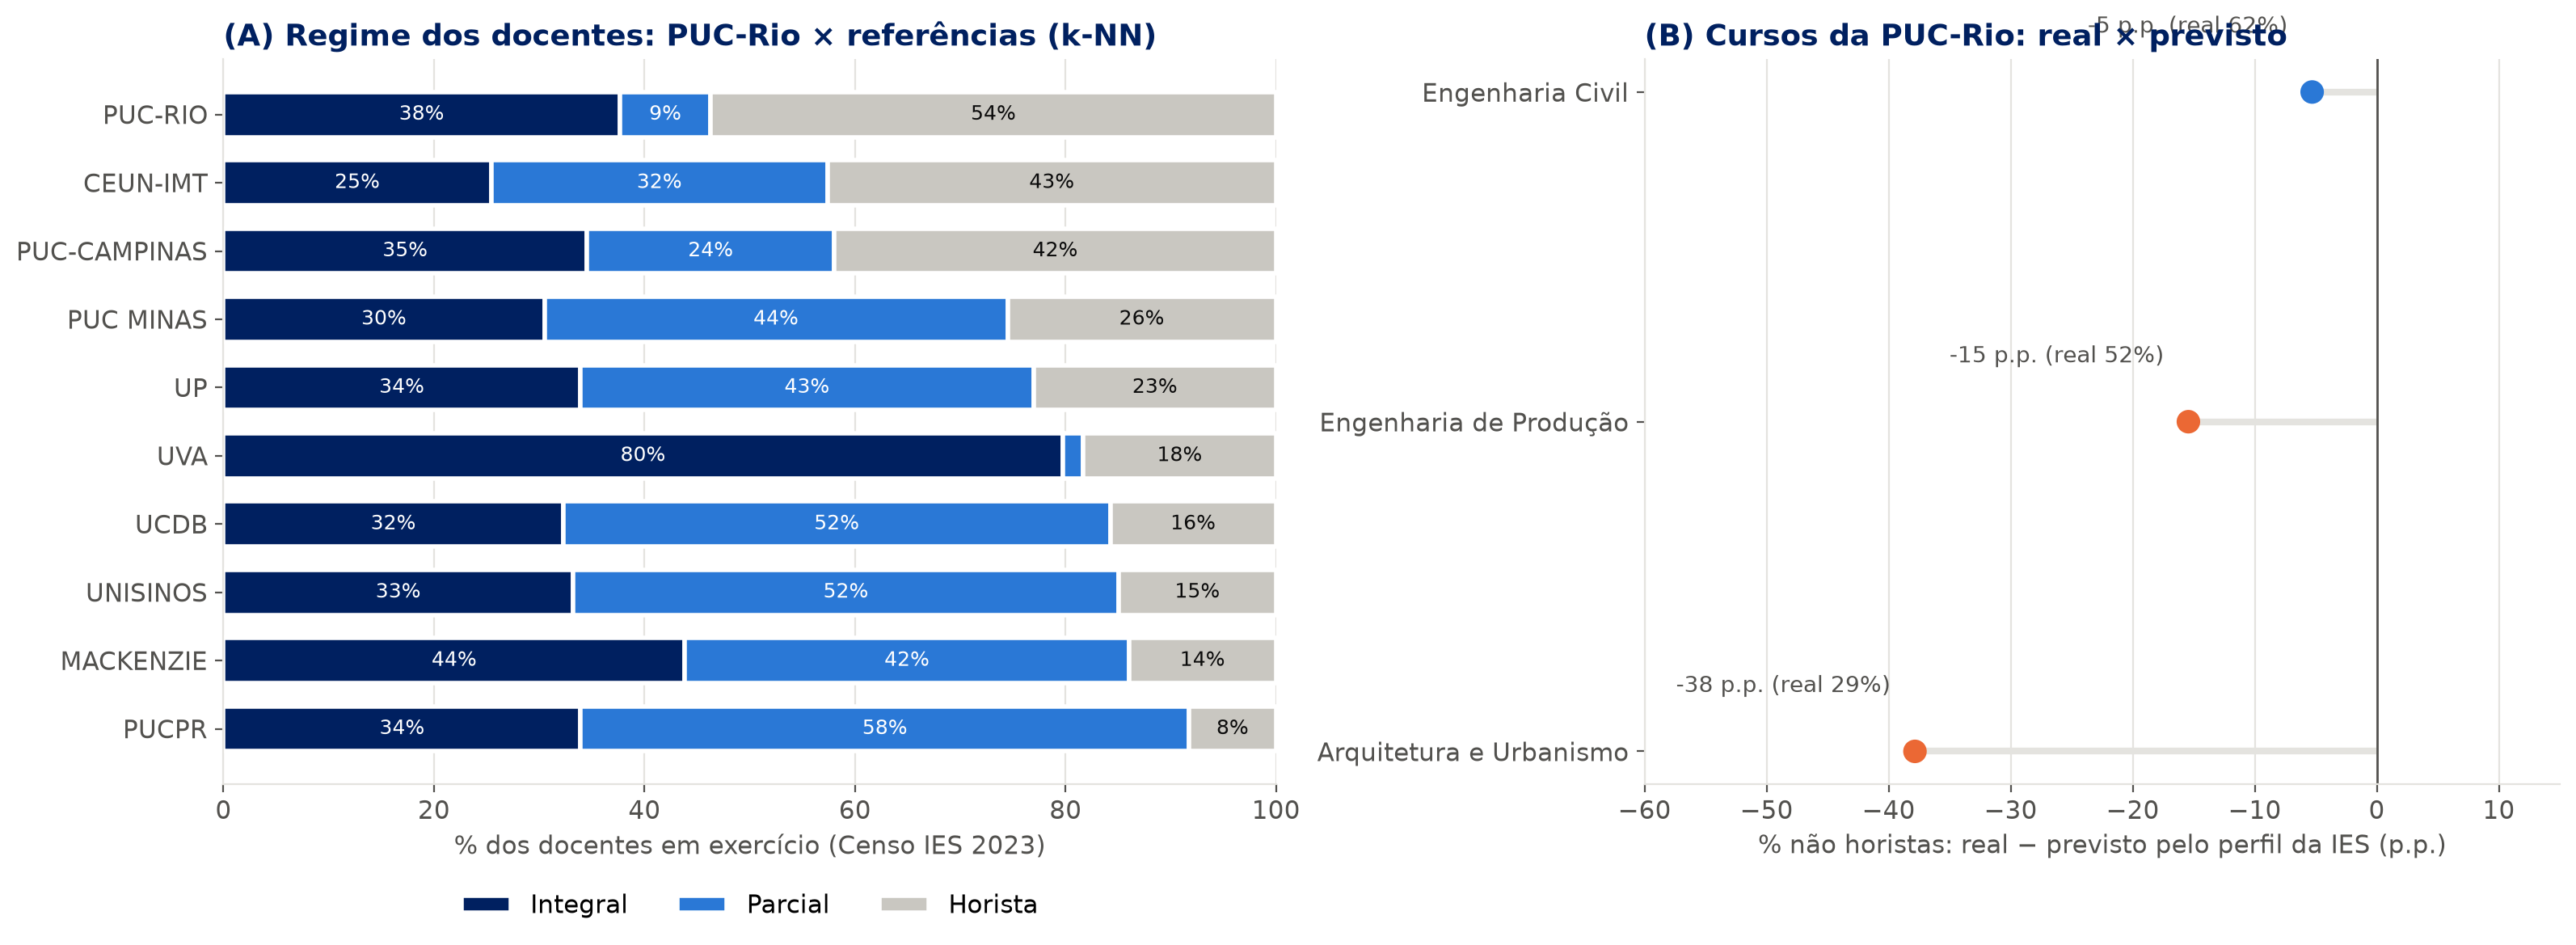 (A) Regime dos docentes: PUC-Rio × referências (k-NN)
PUC-RIO 38% 9% 54%
CEUN-IMT 25% 32% 43%
PUC-CAMPINAS 35% 24% 42%
PUC MINAS 30% 44% 26%
UP 34% 43% 23%
UVA 80% 18%
UCDB 32% 52% 16%
UNISINOS 33% 52% 15%
MACKENZIE 44% 42% 14%
PUCPR 34% 58% 8%
0 20 40 60 80 100
% dos docentes em exercício (Censo IES 2023)
Integral Parcial Horista
-5 p.p. (real 62%)
(B) Cursos da PUC-Rio: real × previsto
Engenharia Civil
-15 p.p. (real 52%)
Engenharia de Produção
-38 p.p. (real 29%)
Arquitetura e Urbanismo
−60 −50 −40 −30 −20 −10 0 10
% não horistas: real − previsto pelo perfil da IES (p.p.)